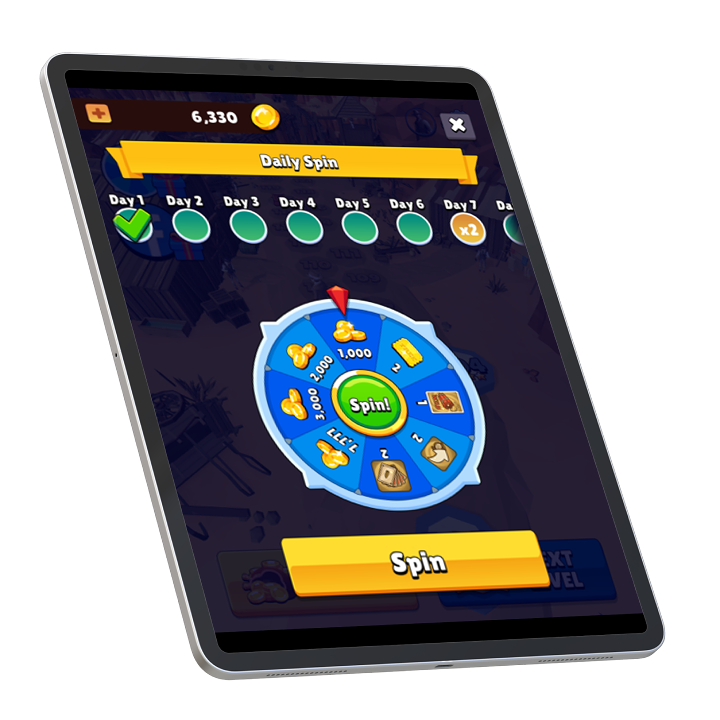 6,330
Daily Spin
Day 1 Day 2 Day 3 Day 4 Day 5 Day 6 Day 7 Da
x2
1,000
2
1
2
2
7,777
3,000
2,000
Spin!
Spin
EXT
VEL